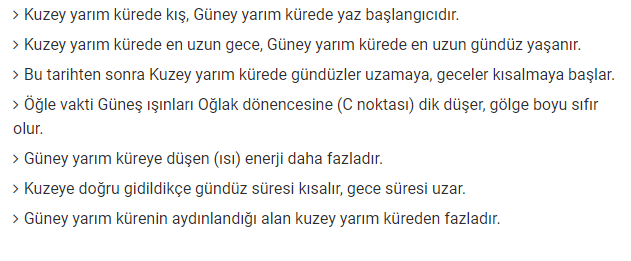 > Kuzey yarım kürede kış, Güney yarım kürede yaz başlangıcıdır.
> Kuzey yarım kürede en uzun gece, Güney yarım kürede en uzun gündüz yaşanır.
> Bu tarihten sonra Kuzey yarım kürede gündüzler uzamaya, geceler kısalmaya başlar.
> Öğle vakti Güneş ışınları Oğlak dönencesine (C noktası) dik düşer, gölge boyu sıfır
olur.
> Güney yarım küreye düşen (ısı) enerji daha fazladır.
> Kuzeye doğru gidildikçe gündüz süresi kısalır, gece süresi uzar.
> Güney yarım kürenin aydınlandığı alan kuzey yarım küreden fazladır.